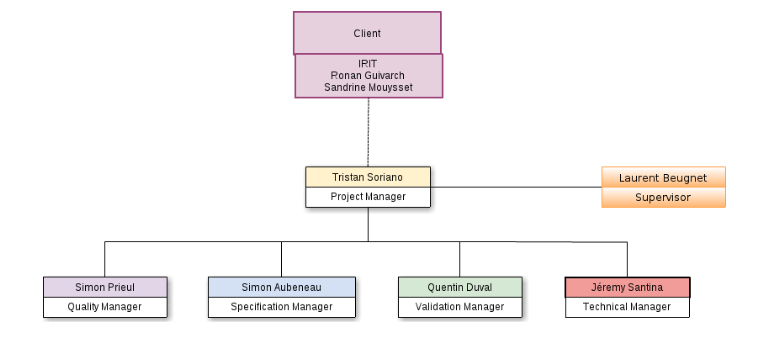 Client
IRIT
Ronan Guivarch
Sandrine Mouysset
Tristan Soriano
Project Manager
Laurent Beugnet
Supervisor
Simon Prieul
Quality Manager
Simon Aubeneau
Specification Manager
Quentin Duval
Validation Manager
Jéremy Santina
Technical Manager